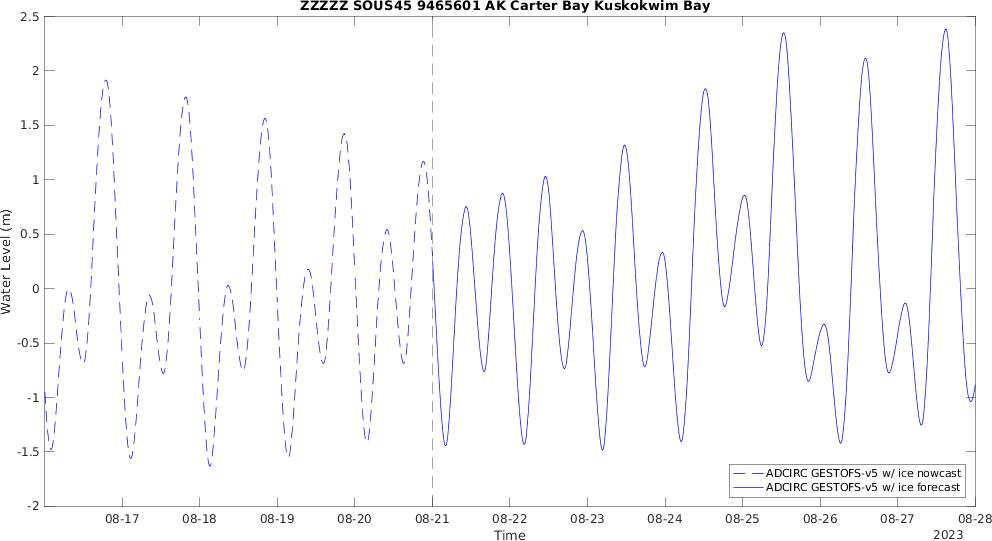 ZZZZZ SOUS45 9465601 AK Carter Bay Kuskokwim Bay
2.5
2
1.5
1
0.5
0
-0.5
-1
-1.5
-2
Water Level (m)
ADCIRC GESTOFS-v5 w/ ice nowcast
ADCIRC GESTOFS-v5 w/ ice forecast
08-17 08-18 08-19 08-20 08-21 08-22 08-23 08-24 08-25 08-26 08-27 08-28
Time
2023